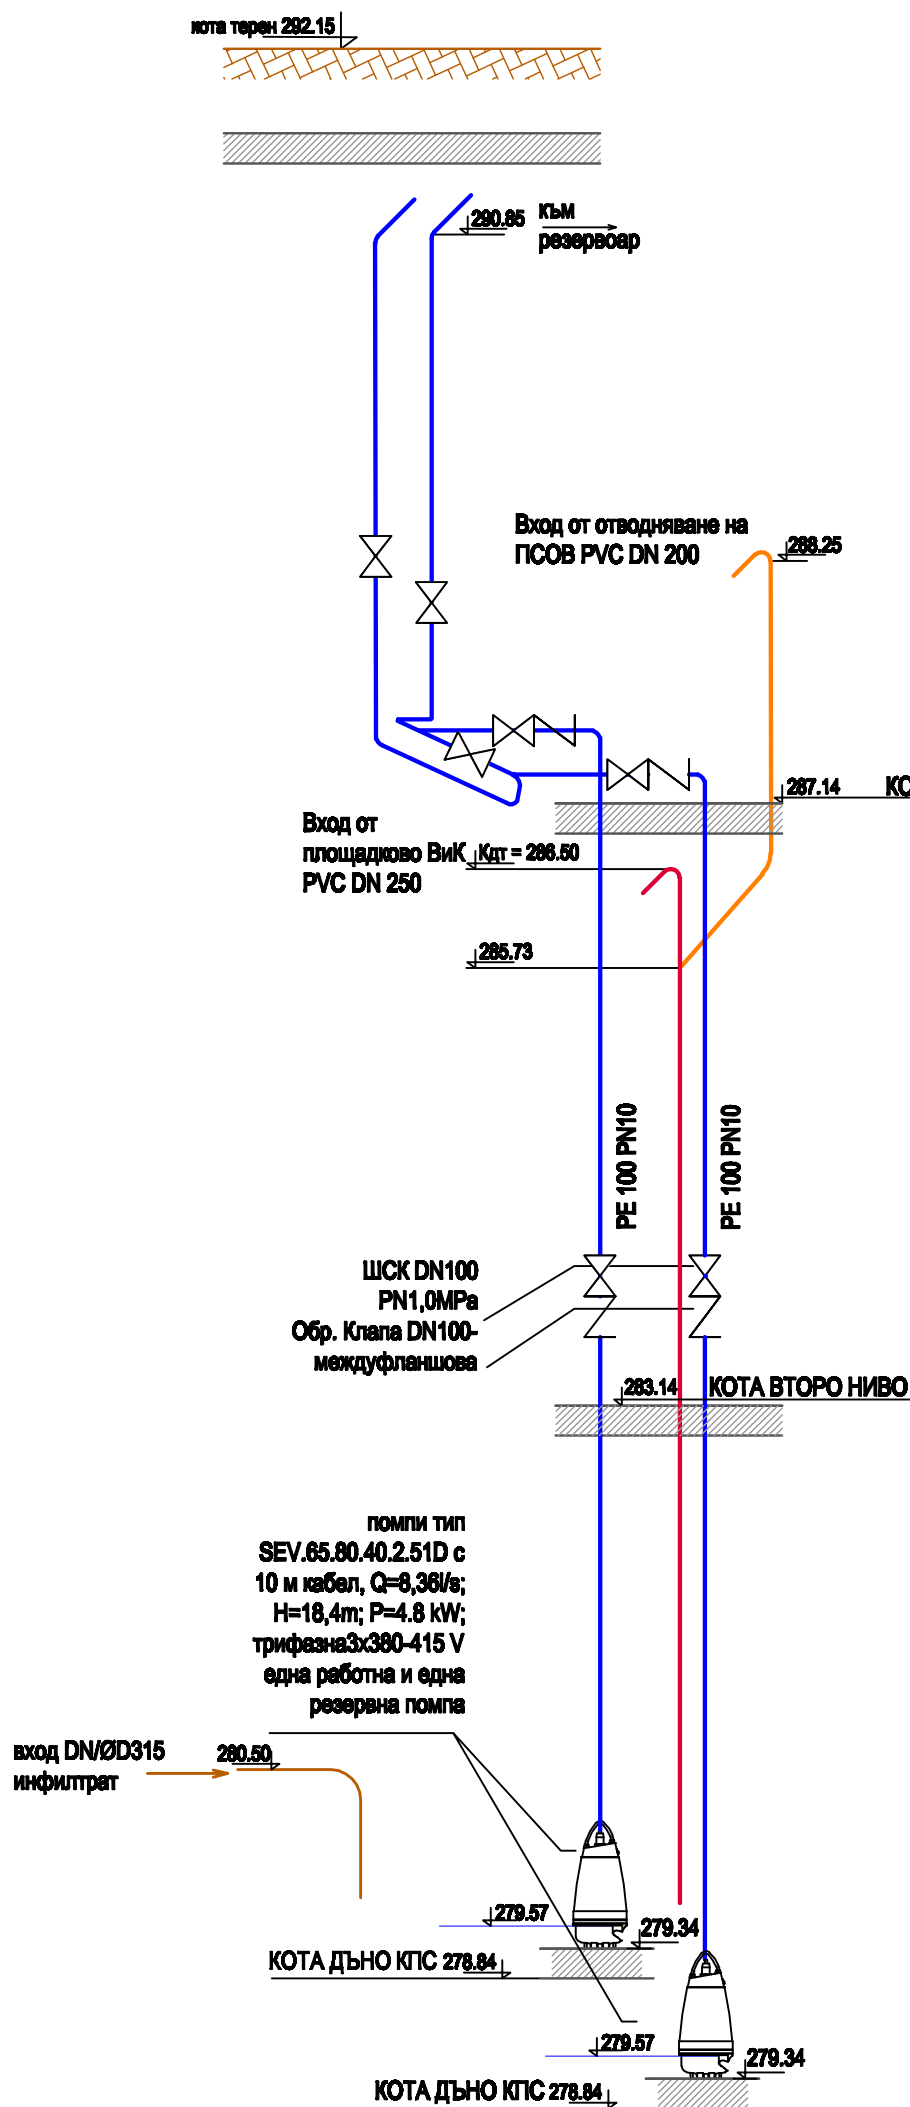 кота терен 292.15
290.85
към
резервоар
Вход от отводняване на
ПСОВ PVC DN 200
288.25
287.14
КО
Вход от
площадково ВиК
PVC DN 250
Кдт = 286.50
285.73
PE 100 PN10
PE 100 PN10
ШСК DN100
PN1,0MPa
Обр. Клапа DN100-
междуфланшова
283.14
КОТА ВТОРО НИВО
помпи тип
SEV.65.80.40.2.51D с
10 м кабел, Q=8,36l/s;
H=18,4m; P=4.8 kW;
трифазна3x380-415 V
една работна и една
резервна помпа
вход DN/ØD315
инфилтрат
280.50
279.57
279.34
КОТА ДЪНО КПС 278.84
279.57
279.34
КОТА ДЪНО КПС 278.84